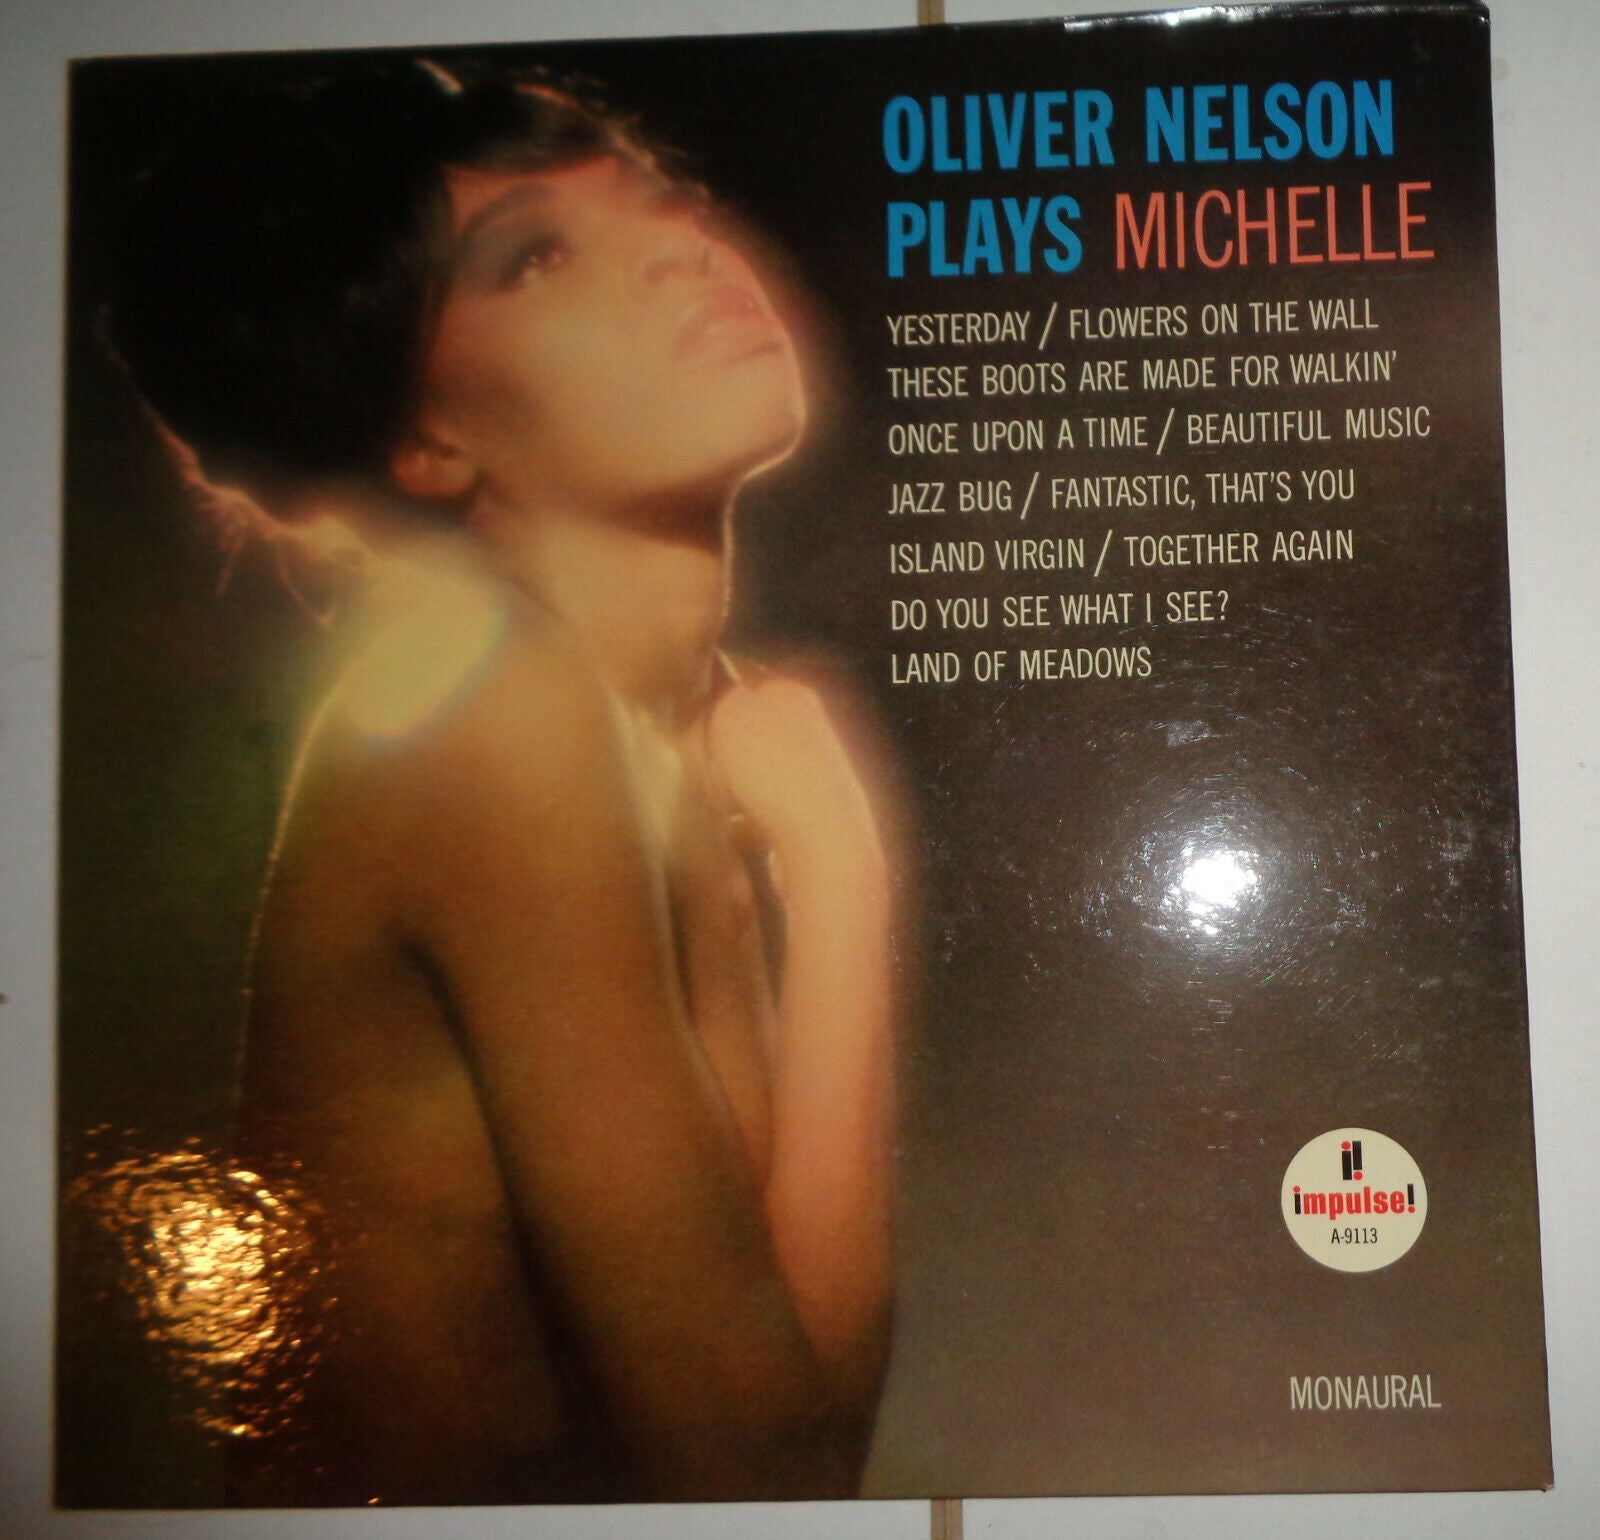 OLIVER NELSON
PLAYS MICHELLE
YESTERDAY / FLOWERS ON THE WALL
THESE BOOTS ARE MADE FOR WALKIN'
ONCE UPON A TIME / BEAUTIFUL MUSIC
JAZZ BUG / FANTASTIC, THAT'S YOU
ISLAND VIRGIN / TOGETHER AGAIN
DO YOU SEE WHAT I SEE?
LAND OF MEADOWS
i!
impulse!
A-9113
MONAURAL